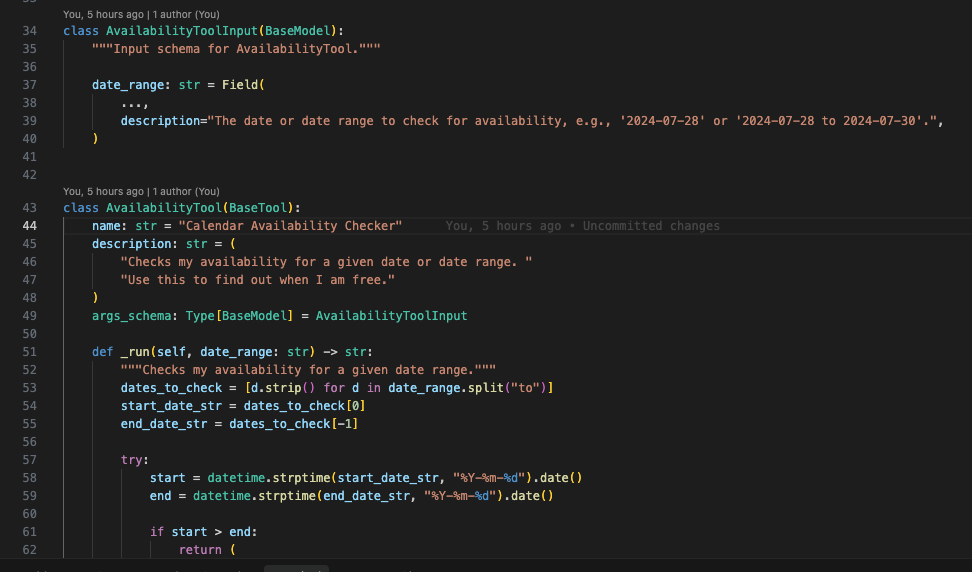 You, 5 hours ago | 1 author (You)
34 class AvailabilityToolInput(BaseModel):
35 """Input schema for AvailabilityTool."""
36
37 date_range: str = Field(
38 ...,
39 description="The date or date range to check for availability, e.g., '2024-07-28' or '2024-07-28 to 2024-07-30'.",
40 )
41
42
You, 5 hours ago | 1 author (You)
43 class AvailabilityTool(BaseTool):
44 name: str = "Calendar Availability Checker" You, 5 hours ago • Uncommitted changes
45 description: str = (
46 "Checks my availability for a given date or date range. "
47 "Use this to find out when I am free."
48 )
49 args_schema: Type[BaseModel] = AvailabilityToolInput
50
51 def _run(self, date_range: str) -> str:
52 """Checks my availability for a given date range."""
53 dates_to_check = [d.strip() for d in date_range.split("to")]
54 start_date_str = dates_to_check[0]
55 end_date_str = dates_to_check[-1]
56
57 try:
58 start = datetime.strptime(start_date_str, "%Y-%m-%d").date()
59 end = datetime.strptime(end_date_str, "%Y-%m-%d").date()
60
61 if start > end:
62 return (